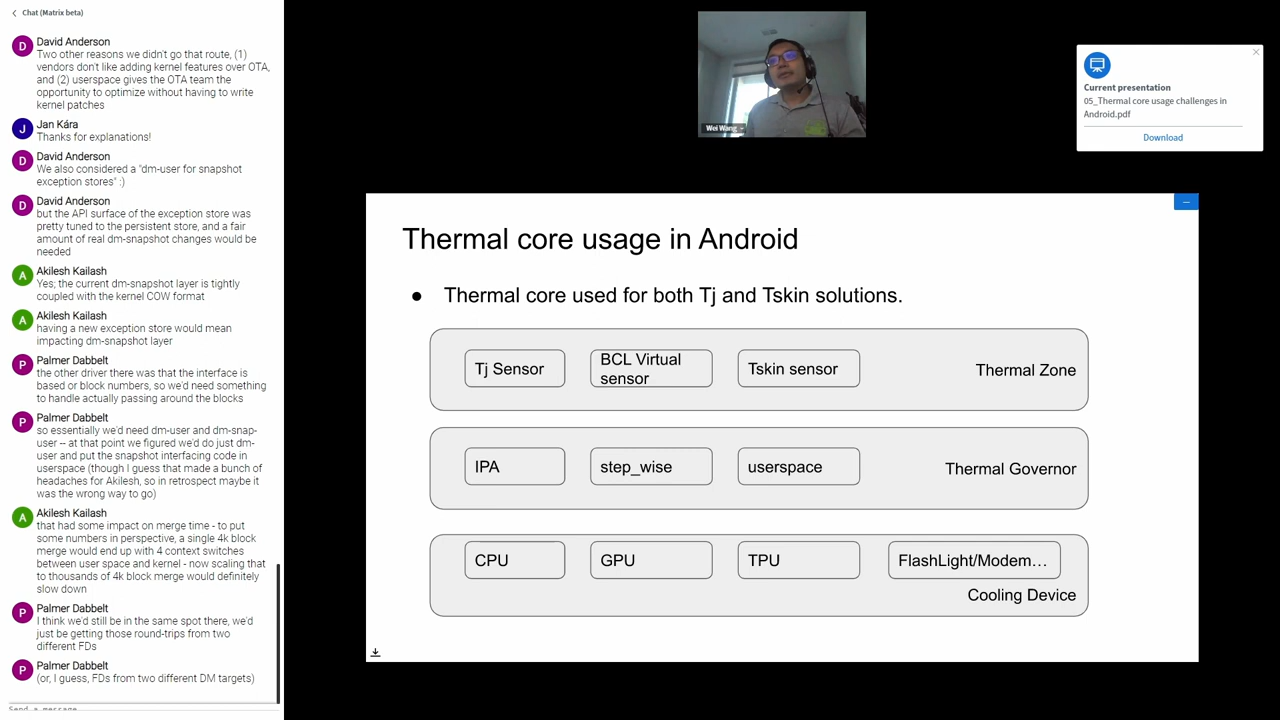 Chat (Matrix beta)
David Anderson
Two other reasons we didn't go that route, (1)
vendors don't like adding kernel features over OTA,
and (2) userspace gives the OTA team the
opportunity to optimize without having to write
kernel patches
J
Jan Kára
Thanks for explanations!
D
David Anderson
We also considered a "dm-user for snapshot
exception stores" :)
D
David Anderson
but the API surface of the exception store was
pretty tuned to the persistent store, and a fair
amount of real dm-snapshot changes would be
needed
A
Akilesh Kailash
Yes; the current dm-snapshot layer is tightly
coupled with the kernel COW format
A
Akilesh Kailash
having a new exception store would mean
impacting dm-snapshot layer
P
Palmer Dabbelt
the other driver there was that the interface is
based or block numbers, so we'd need something
to handle actually passing around the blocks
P
Palmer Dabbelt
so essentially we'd need dm-user and dm-snap-
user -- at that point we figured we'd do just dm-
user and put the snapshot interfacing code in
userspace (though I guess that made a bunch of
headaches for Akilesh, so in retrospect maybe it
was the wrong way to go)
A
Akilesh Kailash
that had some impact on merge time - to put
some numbers in perspective, a single 4k block
merge would end up with 4 context switches
between user space and kernel - now scaling that
to thousands of 4k block merge would definitely
slow down
P
Palmer Dabbelt
I think we'd still be in the same spot there, we'd
just be getting those round-trips from two
different FDs
P
Palmer Dabbelt
(or, I guess, FDs from two different DM targets)
Send a message
Wei Wang
Current presentation
05_Thermal core usage challenges in
Android.pdf
Download
Thermal core usage in Android
● Thermal core used for both Tj and Tskin solutions.
Tj Sensor
BCL Virtual
sensor
Tskin sensor
Thermal Zone
IPA
step_wise
userspace
Thermal Governor
CPU
GPU
TPU
FlashLight/Modem…
Cooling Device